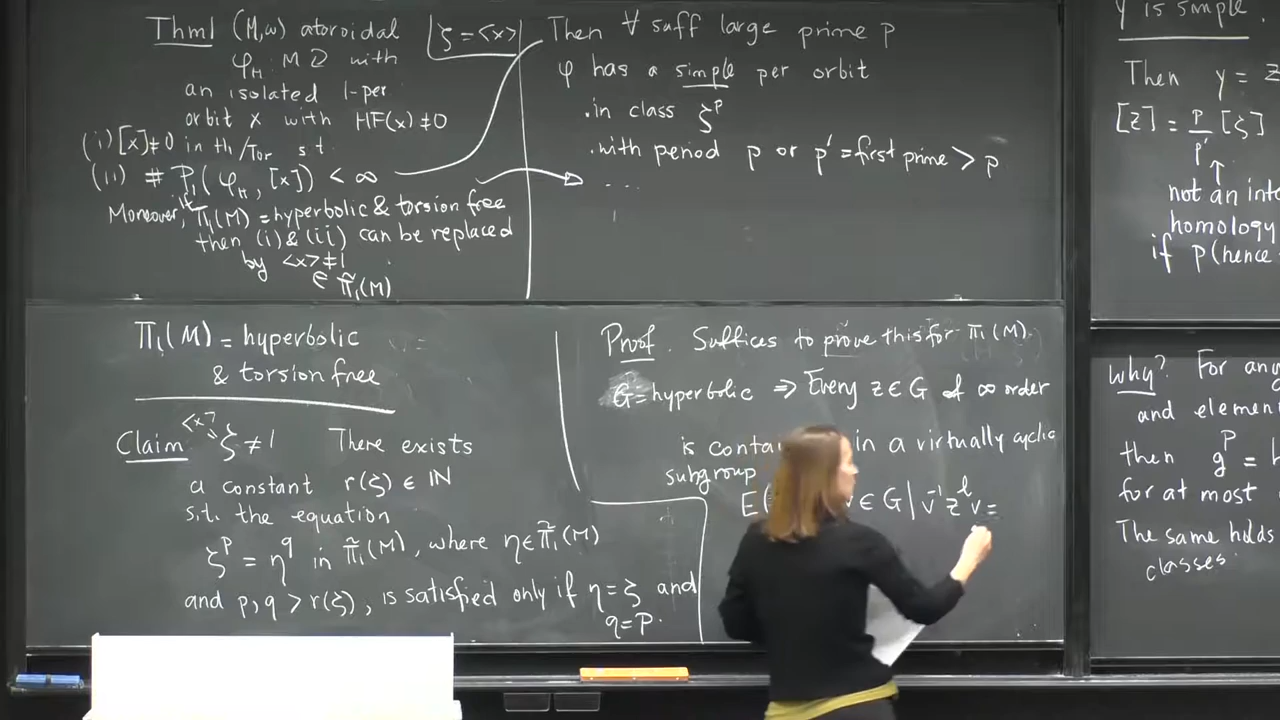 Thm1 (M,ω) atoroidal
φ_H: M ⟲ with
an isolated 1-per
orbit x with HF(x) ≠ 0
(i) [x] ≠ 0 in H_1/Tor s.t.
(ii) # P_1(φ_H, [x]) < ∞
Moreover, if π_1(M) = hyperbolic & torsion free
then (i) & (ii) can be replaced
by <x> ≠ 1
∈ π̃_1(M)
ζ = <x>
Then ∀ suff large prime p
φ has a simple per orbit
· in class ζ^p
· with period p or p' = first prime > p
· ...
γ is simple.
Then y = z
[z] = p/p' [ζ]
↑
not an int
homology
if p (hence
π_1(M) = hyperbolic
& torsion free
<x>
Claim ζ ≠ 1 There exists
a constant r(ζ) ∈ ℕ
s.t. the equation
ζ^p = η^q in π̃_1(M), where η ∈ π̃_1(M)
and p, q > r(ζ), is satisfied only if η = ζ and
q = p.
Proof. Suffices to prove this for π_1(M).
G = hyperbolic ⇒ Every z ∈ G of ∞ order
is conta in a virtually cyclic
subgroup
E( v ∈ G | v^{-1} z^l v =
Why? For any
and elemen
then g^p = h
for at most
The same holds
classes